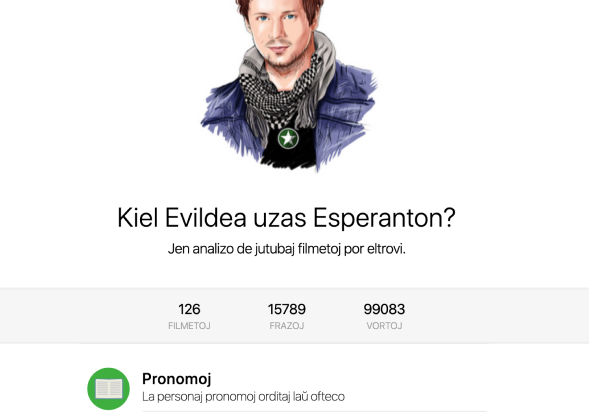 Kiel Evildea uzas Esperanton?
Jen analizo de jutubaj filmetoj por eltrovi.
126 15789 99083
FILMETOJ FRAZOJ VORTOJ
Pronomoj
La personaj pronomoj orditaj laŭ ofteco